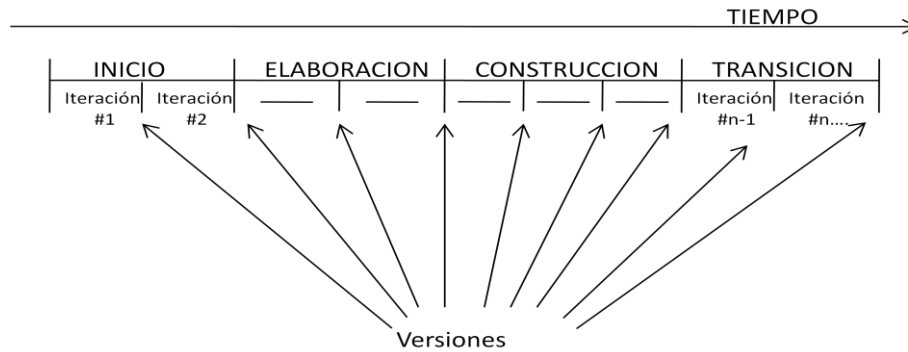 TIEMPO
INICIO ELABORACION CONSTRUCCION TRANSICION
Iteración Iteración Iteración Iteración
#1 #2 #n-1 #n....
Versiones